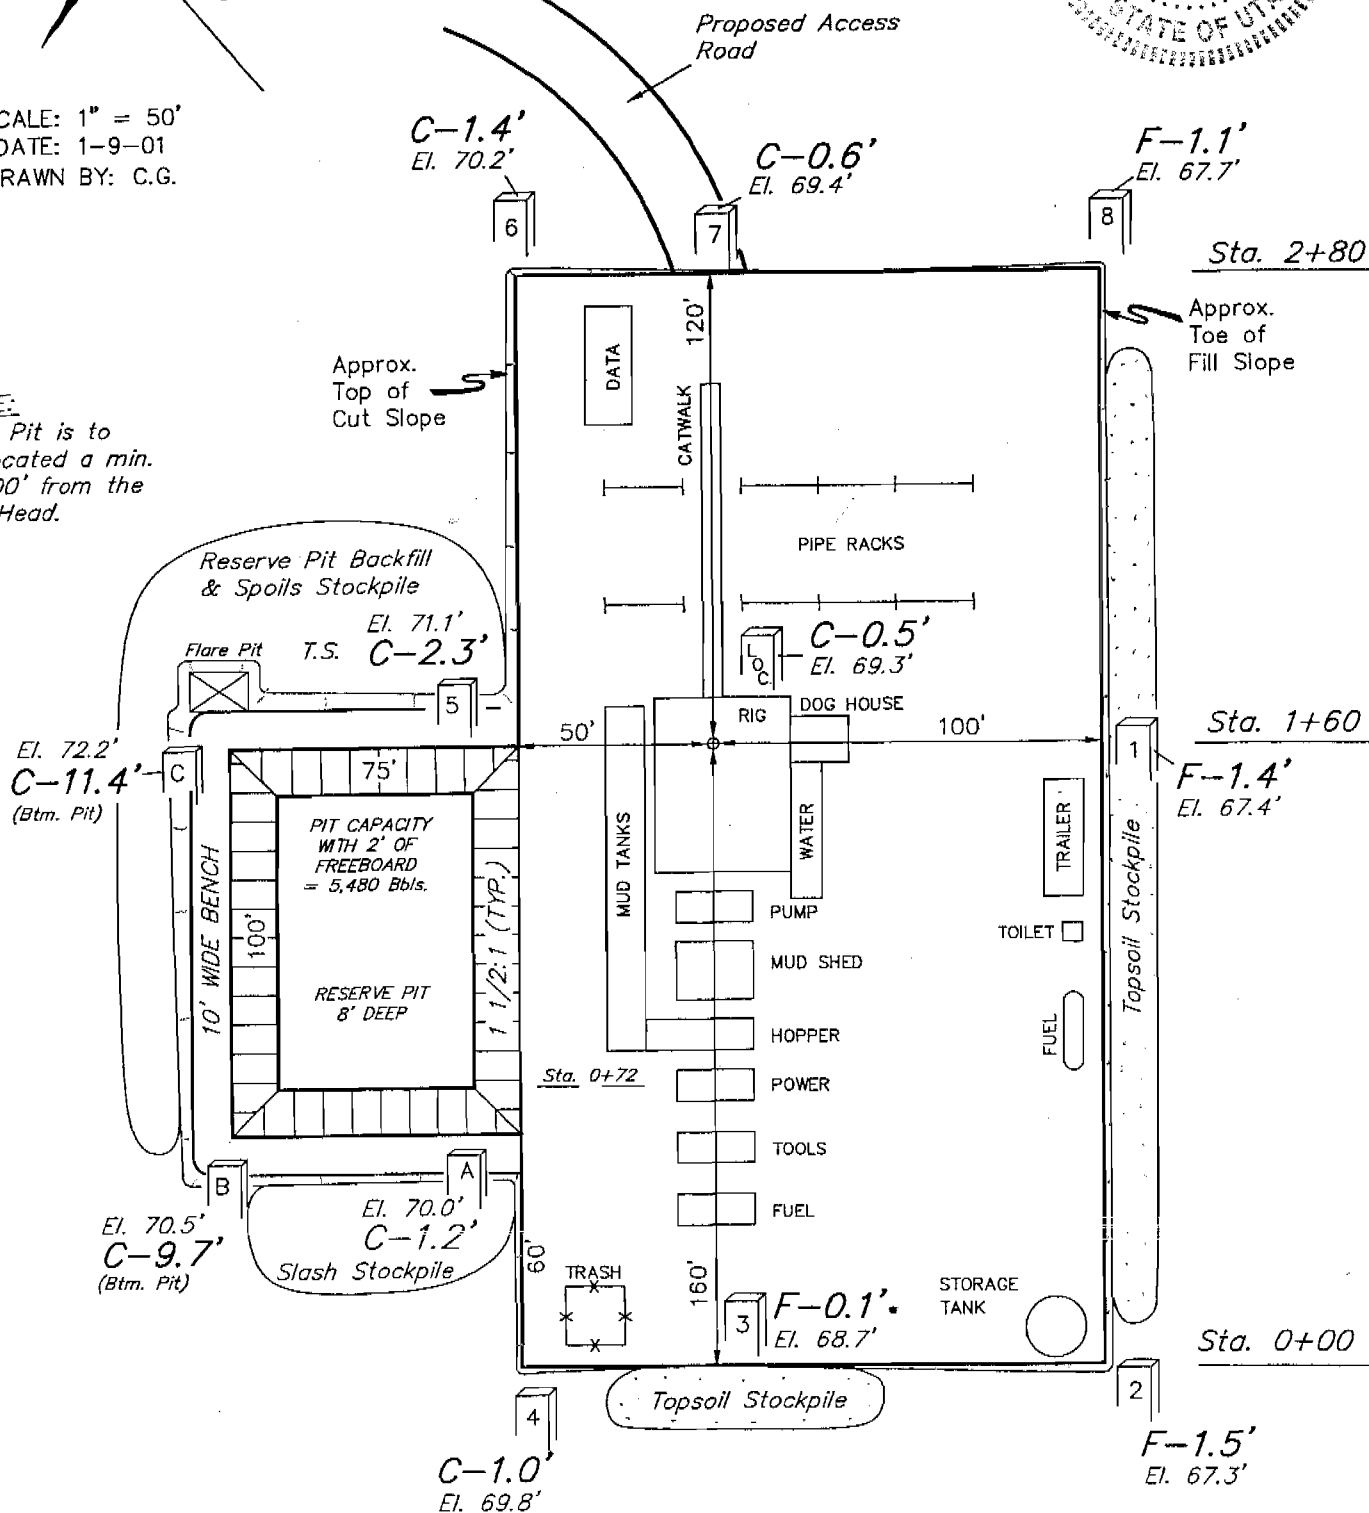 Proposed Access
Road
STATE OF
CALE: 1" = 50'
DATE: 1-9-01
RAWN BY: C.G.
C-1.4'
El. 70.2'
C-0.6'
El. 69.4'
F-1.1'
El. 67.7'
6
7
8
Sta. 2+80
Approx.
Toe of
Fill Slope
120'
DATA
Approx.
Top of
Cut Slope
CATWALK
Pit is to
cated a min.
00' from the
Head.
PIPE RACKS
Reserve Pit Backfill
& Spoils Stockpile
El. 71.1'
C-2.3'
Flare Pit
T.S.
5
LOC.
C-0.5'
El. 69.3'
RIG
DOG HOUSE
50'
100'
Sta. 1+60
1
F-1.4'
El. 67.4'
El. 72.2'
C-11.4'
(Btm. Pit)
C
75'
PIT CAPACITY
WITH 2' OF
FREEBOARD
= 5,480 Bbls.
10' WIDE BENCH
100'
1 1/2:1 (TYP.)
MUD TANKS
WATER
TRAILER
Topsoil Stockpile
PUMP
TOILET
MUD SHED
RESERVE PIT
8' DEEP
HOPPER
FUEL
Sta. 0+72
POWER
TOOLS
B
A
FUEL
El. 70.5'
C-9.7'
(Btm. Pit)
El. 70.0'
C-1.2'
Slash Stockpile
60'
TRASH
160'
3
F-0.1'
El. 68.7'
STORAGE
TANK
Sta. 0+00
Topsoil Stockpile
2
F-1.5'
El. 67.3'
4
C-1.0'
El. 69.8'